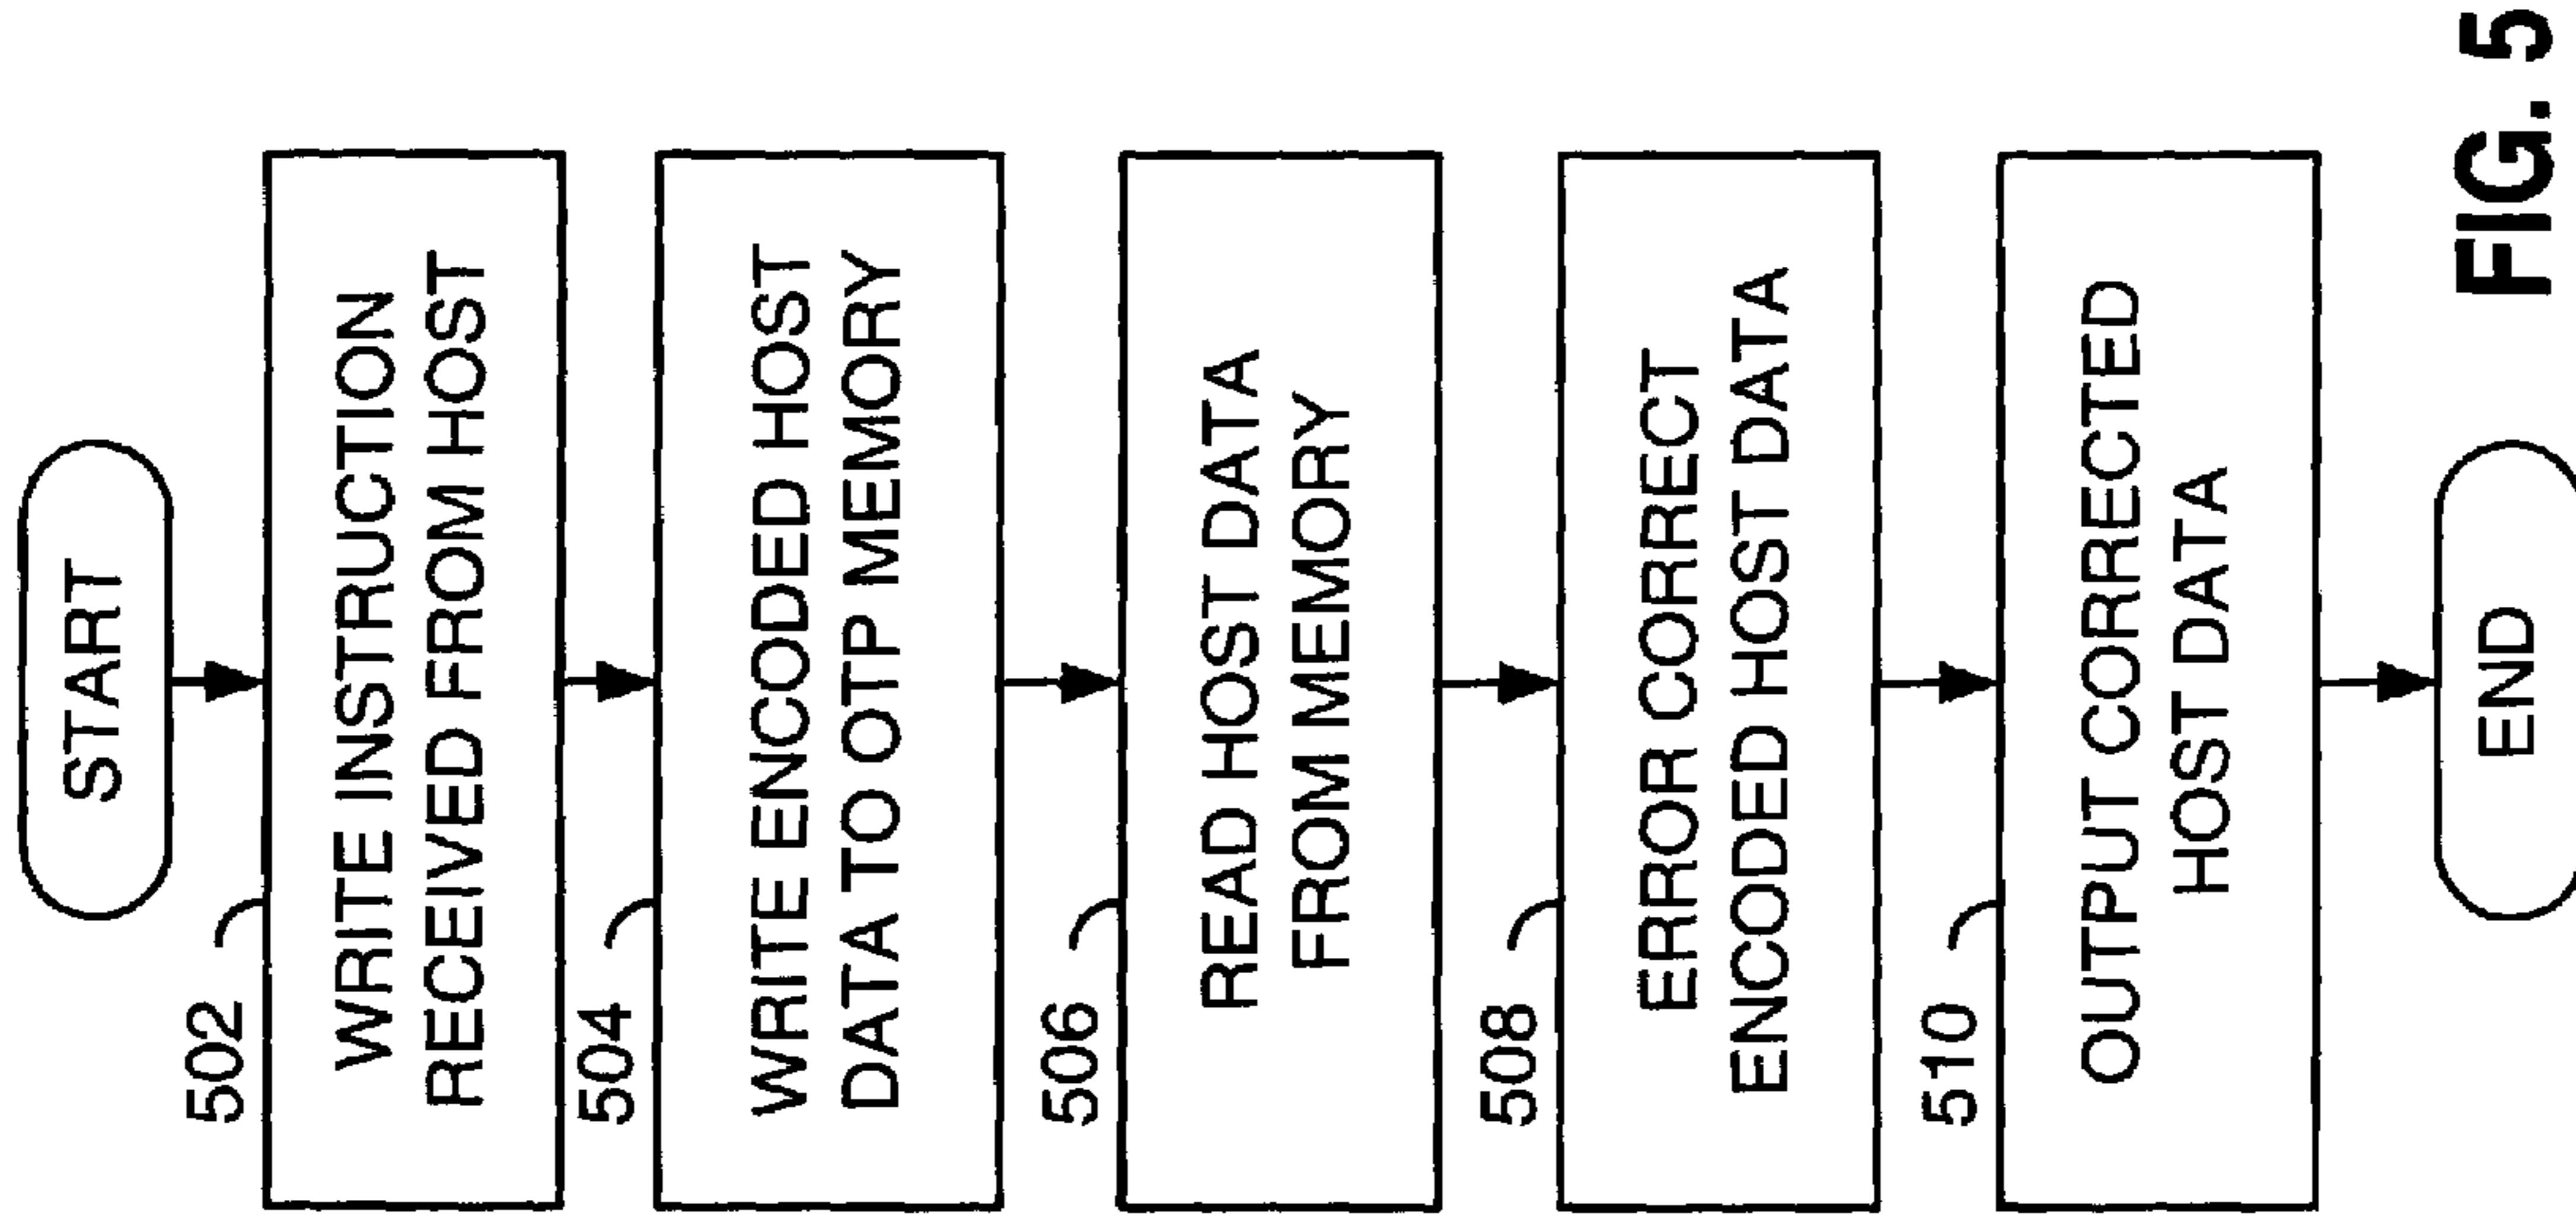 START
502
WRITE INSTRUCTION
RECEIVED FROM HOST
504
WRITE ENCODED HOST
DATA TO OTP MEMORY
506
READ HOST DATA
FROM MEMORY
508
ERROR CORRECT
ENCODED HOST DATA
510
OUTPUT CORRECTED
HOST DATA
END
FIG. 5